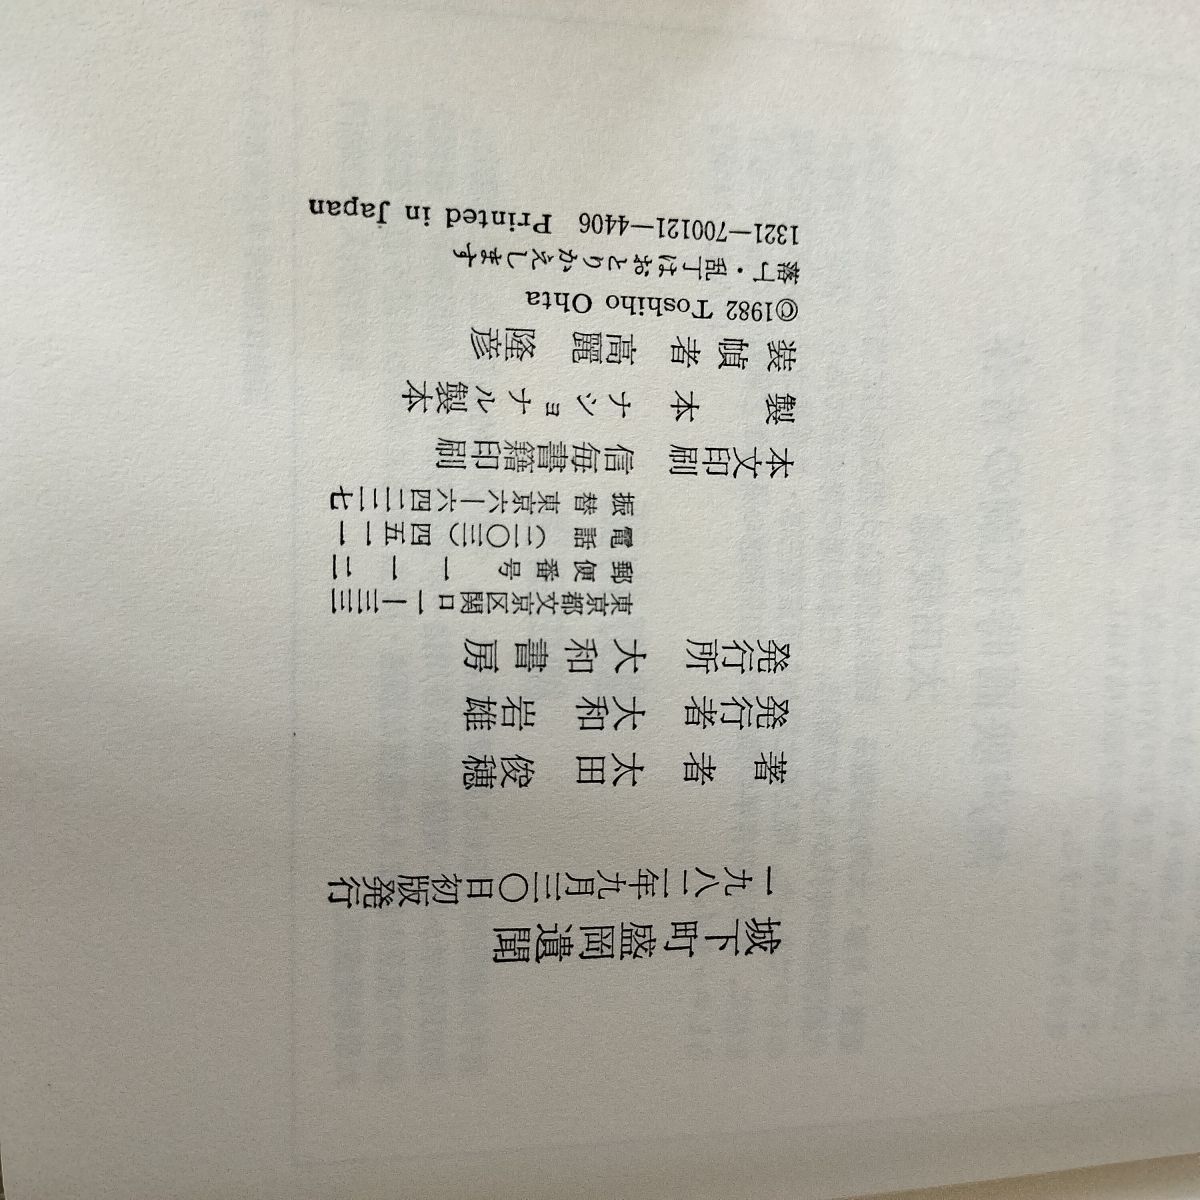 城下町盛岡遺聞
一九八二年九月三〇日初版発行
著者 太田俊穂
発行者 大和岩雄
発行所 大和書房
東京都文京区関口一ー三三ー三
郵便番号 一一二
電話 (二〇三) 四五一一
振替 東京六ー六四二二七
本文印刷 信毎書籍印刷
製本 ナショナル製本
装幀者 高麗隆彦
©1982 Toshiho Ohta
落丁・乱丁はおとりかえします
1321—700121—4406 Printed in Japan